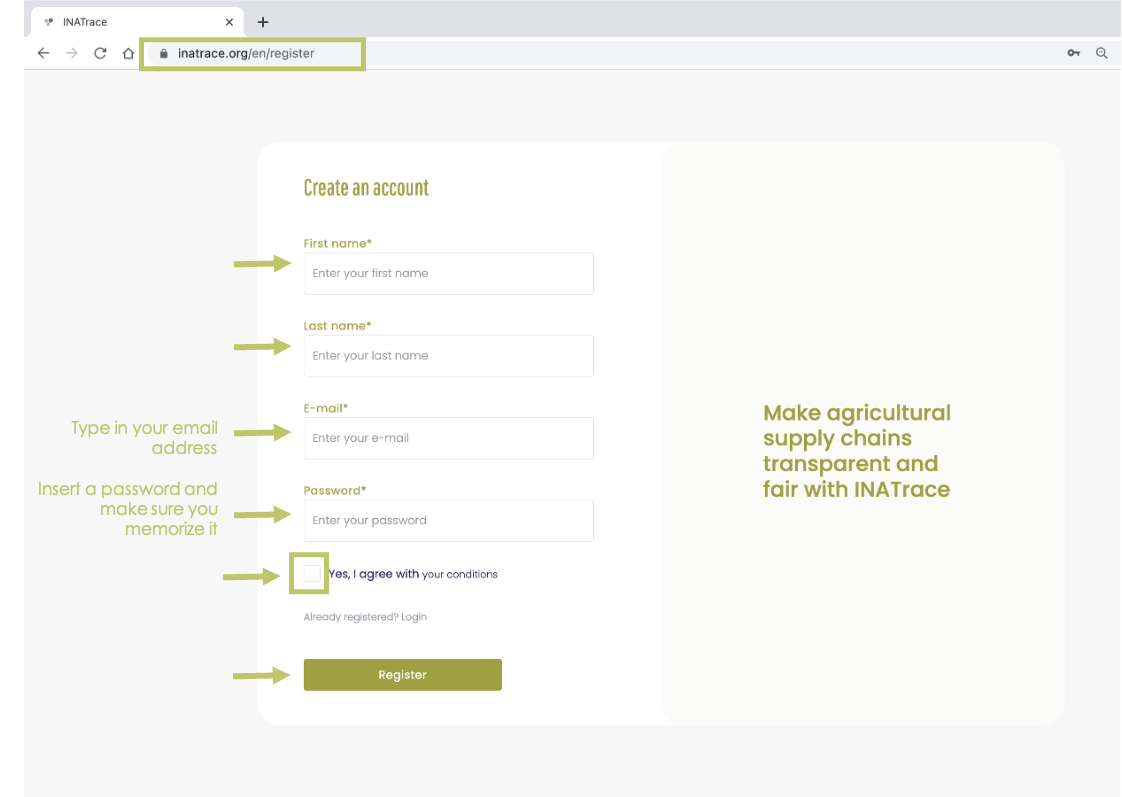 INATrace
inatrace.org/en/register
Create an account
First name*
Enter your first name
Last name*
Enter your last name
E-mail*
Enter your e-mail
Type in your email
address
Password*
Enter your password
Insert a password and
make sure you
memorize it
Yes, I agree with your conditions
Already registered? Login
Register
Make agricultural
supply chains
transparent and
fair with INATrace